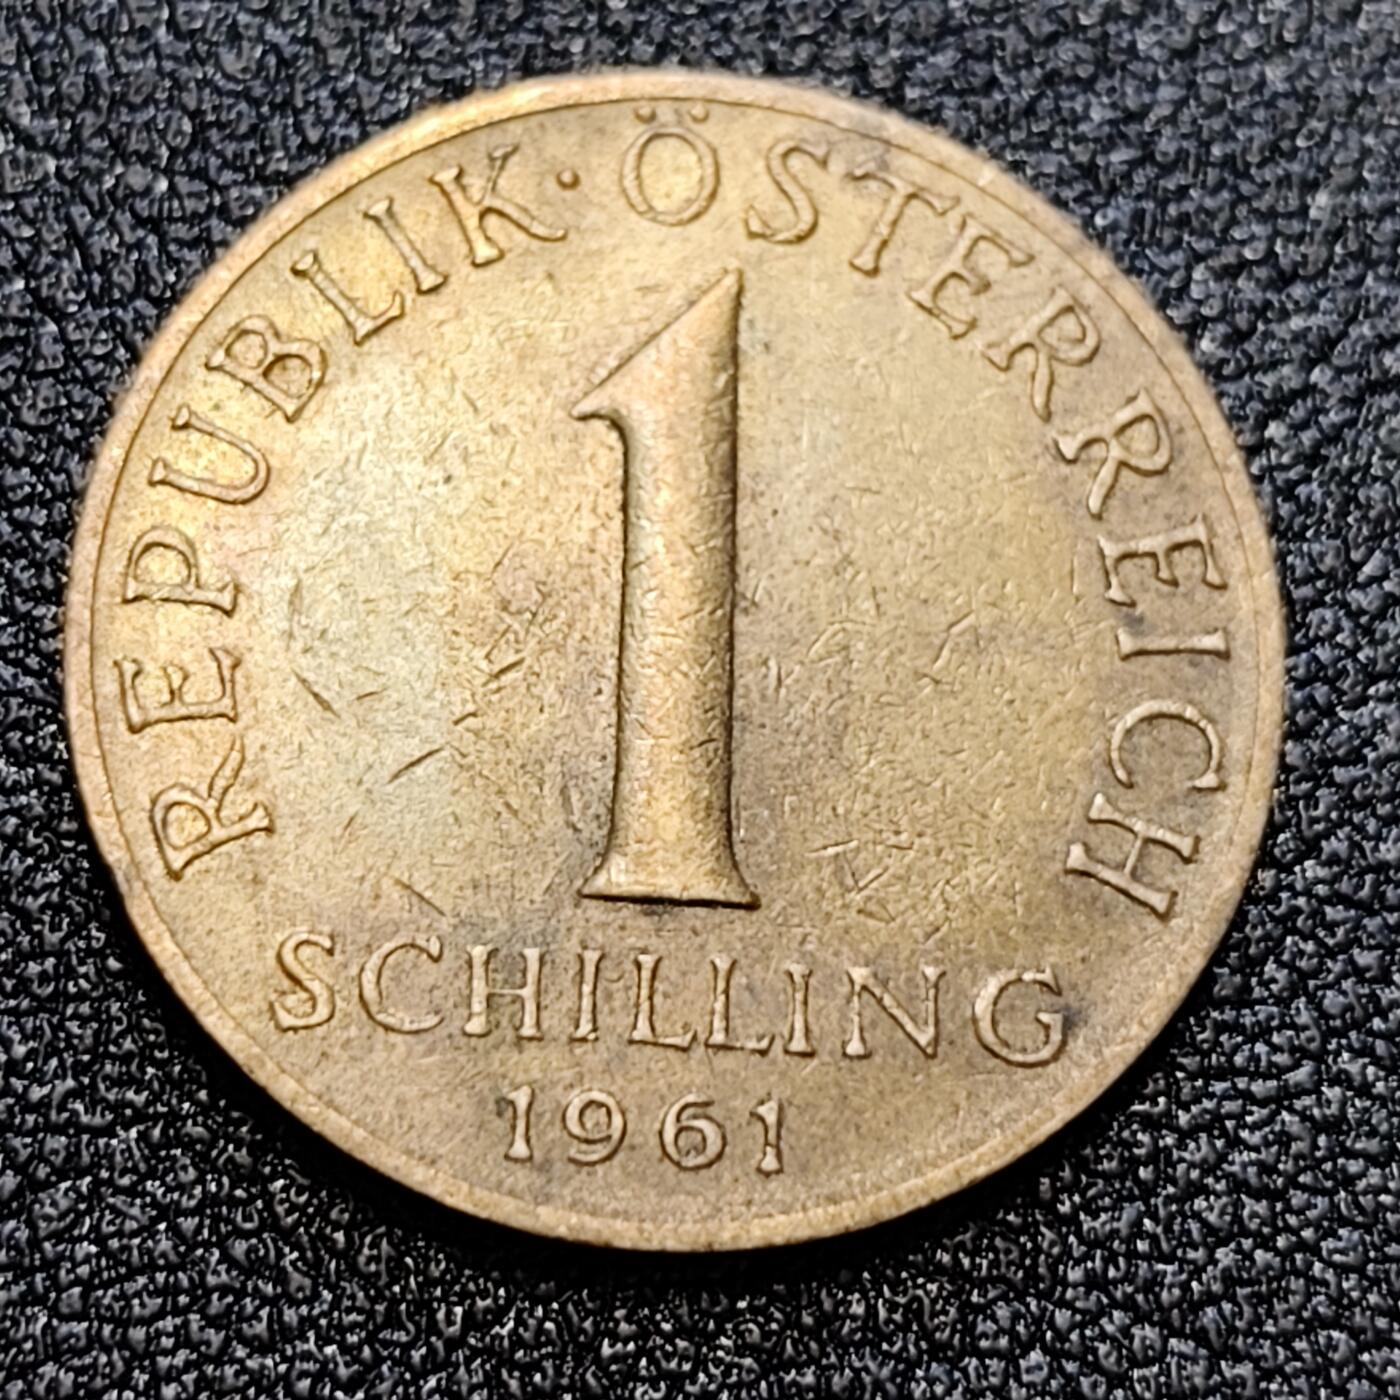 REPUBLIK · ÖSTERREICH
1
SCHILLING
1961